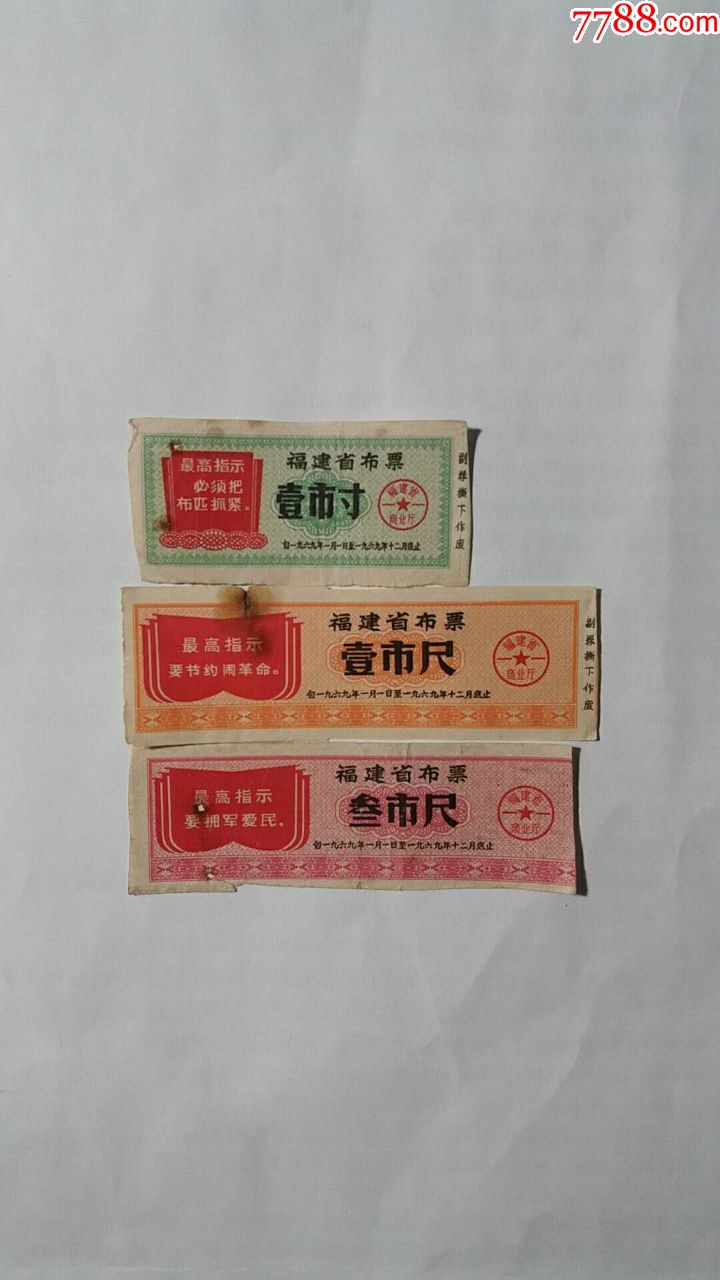 7788.com
最高指示
必须把
布匹抓紧。
福建省布票
壹市寸
福建省
商业厅
自一九六九年一月一日至一九六九年十二月底止
副券撕下作废
最高指示
要节约闹革命。
福建省布票
壹市尺
福建省
商业厅
自一九六九年一月一日至一九六九年十二月底止
副券撕下作废
最高指示
要拥军爱民。
福建省布票
叁市尺
福建省
商业厅
自一九六九年一月一日至一九六九年十二月底止